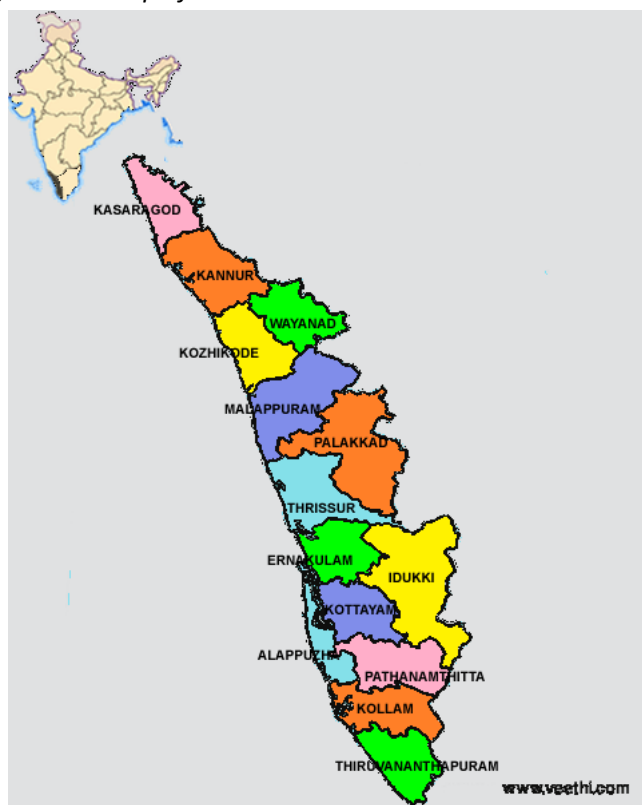 KASARAGOD
KANNUR
WAYANAD
KOZHIKODE
MALAPPURAM
PALAKKAD
THRISSUR
ERNAKULAM
IDUKKI
KOTTAYAM
ALAPPUZHA
PATHANAMTHITTA
KOLLAM
THIRUVANANTHAPURAM
www.veethi.com